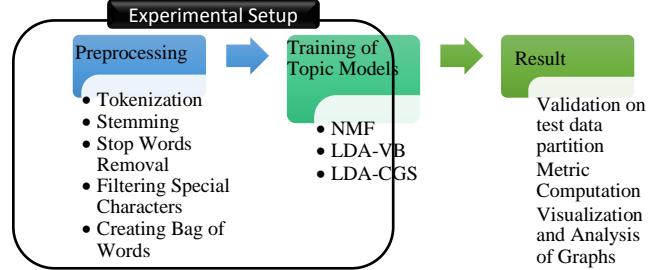 Experimental Setup
Preprocessing
• Tokenization
• Stemming
• Stop Words
Removal
• Filtering Special
Characters
• Creating Bag of
Words
Training of
Topic Models
• NMF
• LDA-VB
• LDA-CGS
Result
Validation on
test data
partition
Metric
Computation
Visualization
and Analysis
of Graphs